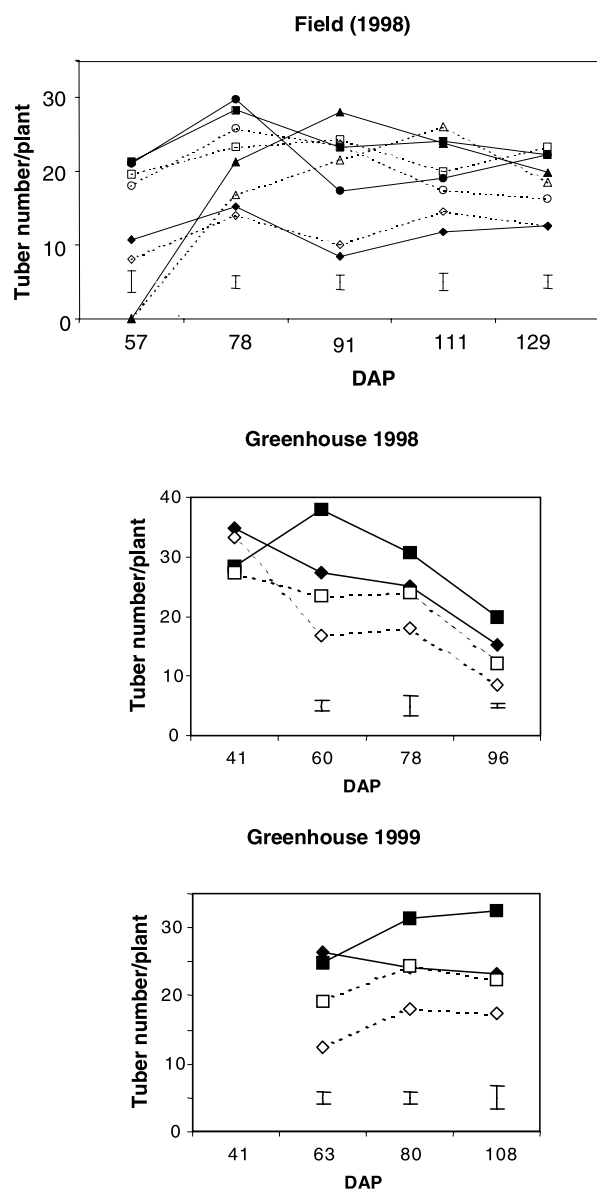 Field (1998)
Tuber number/plant
30
20
10
0
57 78 91 111 129
DAP
Greenhouse 1998
Tuber number/plant
40
30
20
10
0
41 60 78 96
DAP
Greenhouse 1999
Tuber number/plant
30
20
10
0
41 63 80 108
DAP